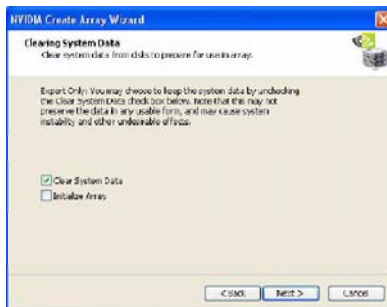 NVIDIA Create Array Wizard
Clearing System Data
Clear system data from disks to prepare for use in array.
Expert Only: You may choose to keep the system data by unchecking
the Clear System Data check box below. Note that this may not
preserve the data in any usable form, and may cause system
instability and other undesirable effects.
Clear System Data
Initialize Array
< Back
Next >
Cancel